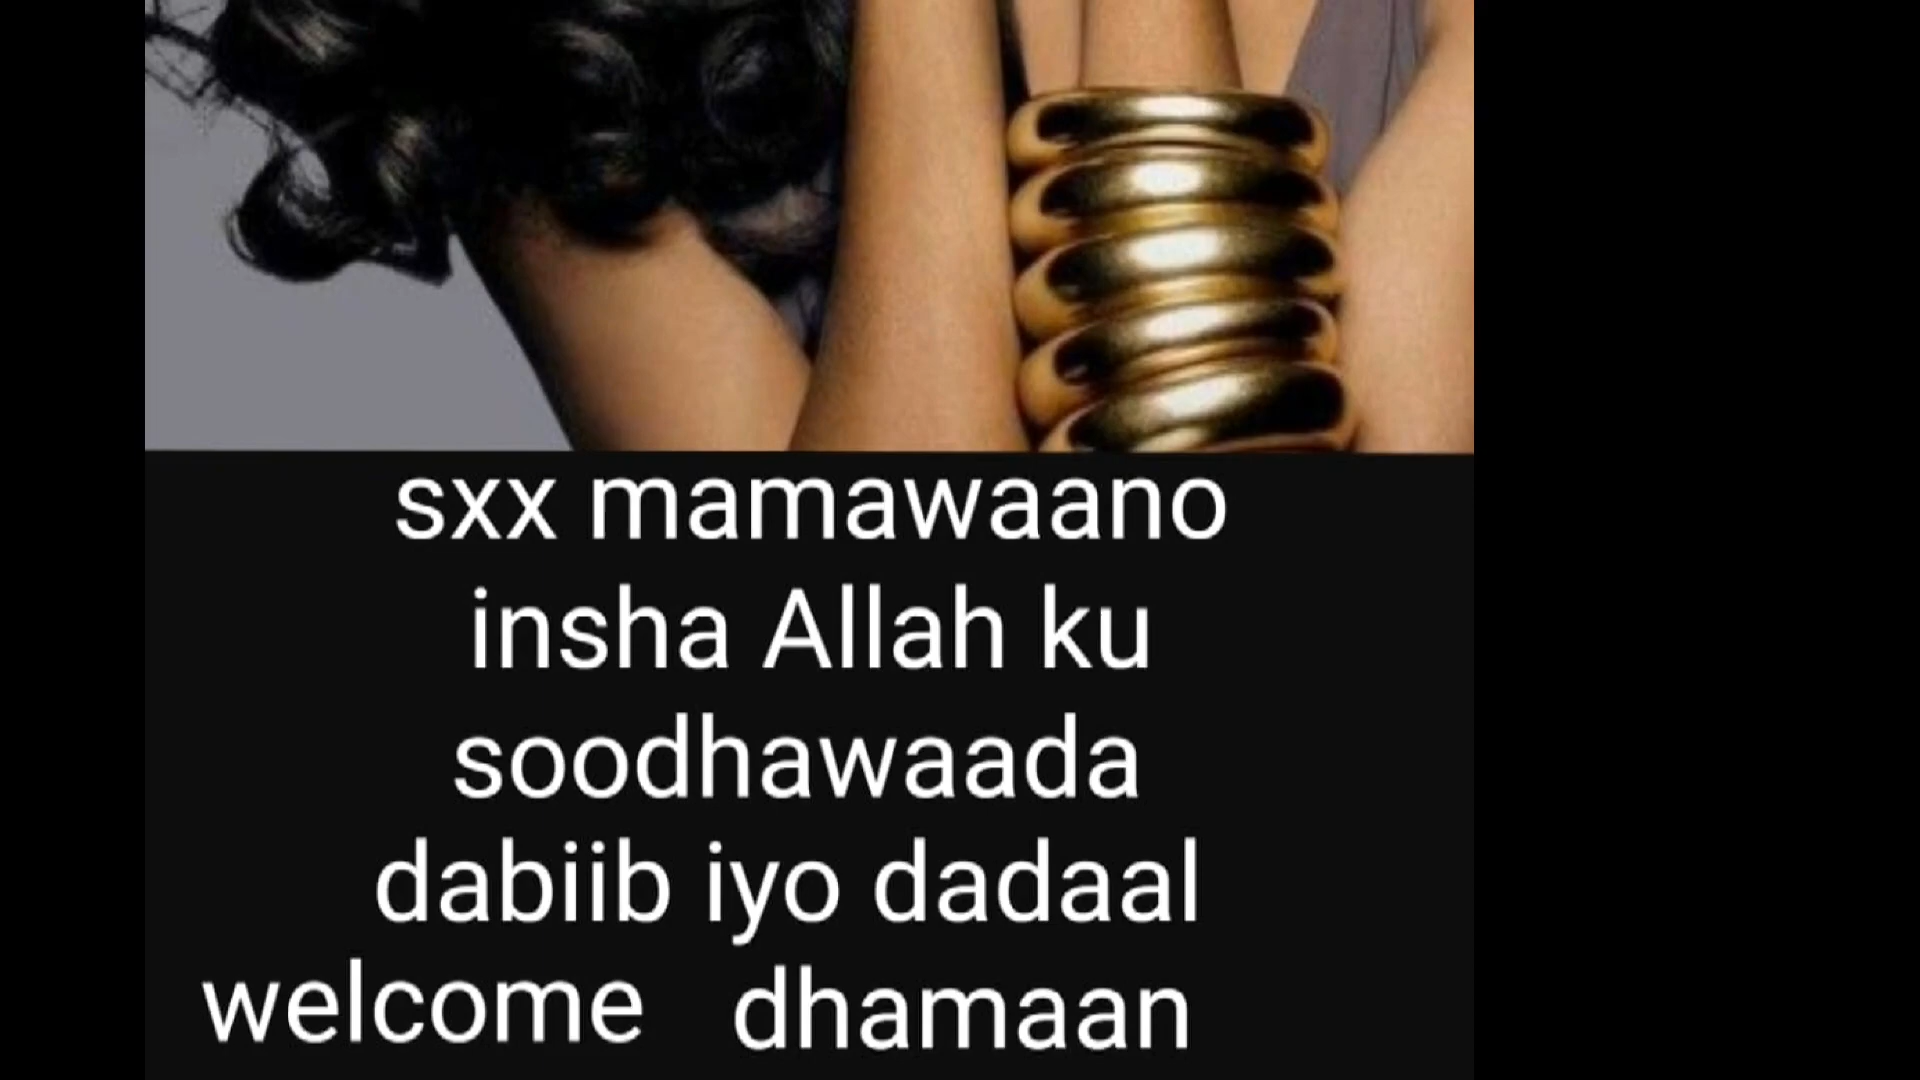 sxx mamawaano
insha Allah ku
soodhawaada
dabiib iyo dadaal
welcome dhamaan